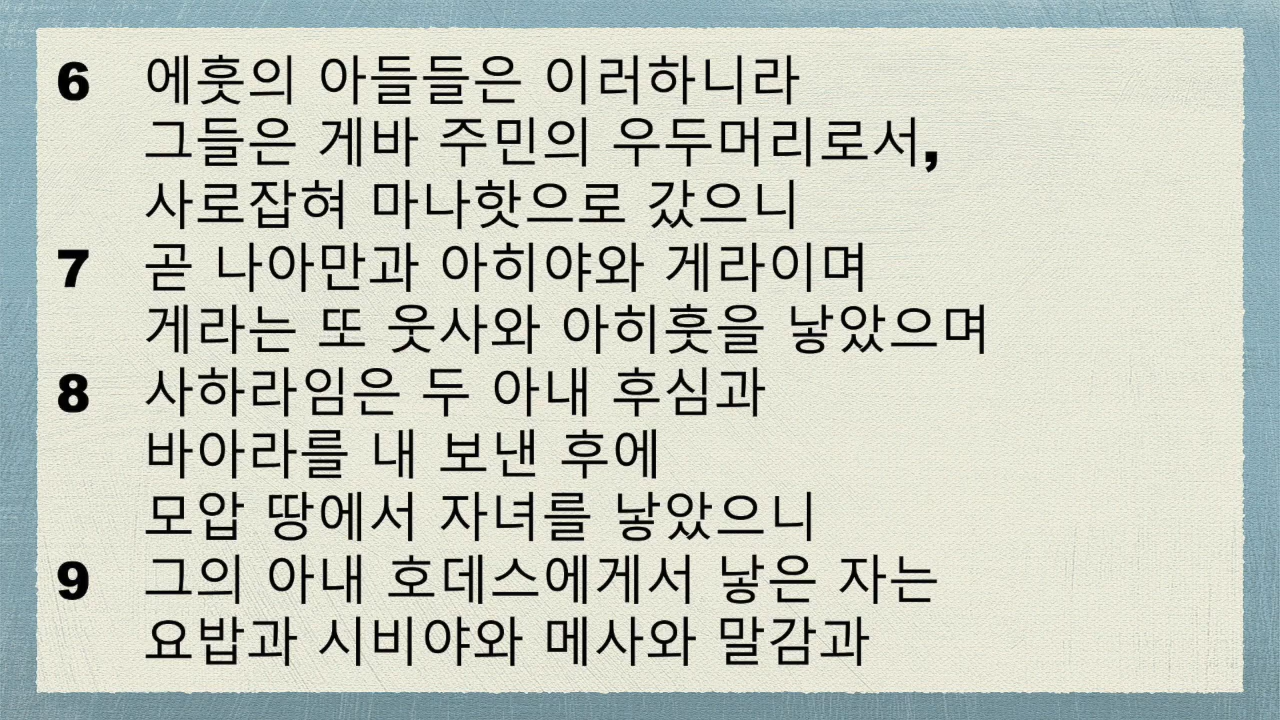 6 에훗의 아들들은 이러하니라
그들은 게바 주민의 우두머리로서,
사로잡혀 마나핫으로 갔으니
7 곧 나아만과 아히야와 게라이며
게라는 또 웃사와 아히훗을 낳았으며
8 사하라임은 두 아내 후심과
바아라를 내 보낸 후에
모압 땅에서 자녀를 낳았으니
9 그의 아내 호데스에게서 낳은 자는
요밥과 시비야와 메사와 말감과